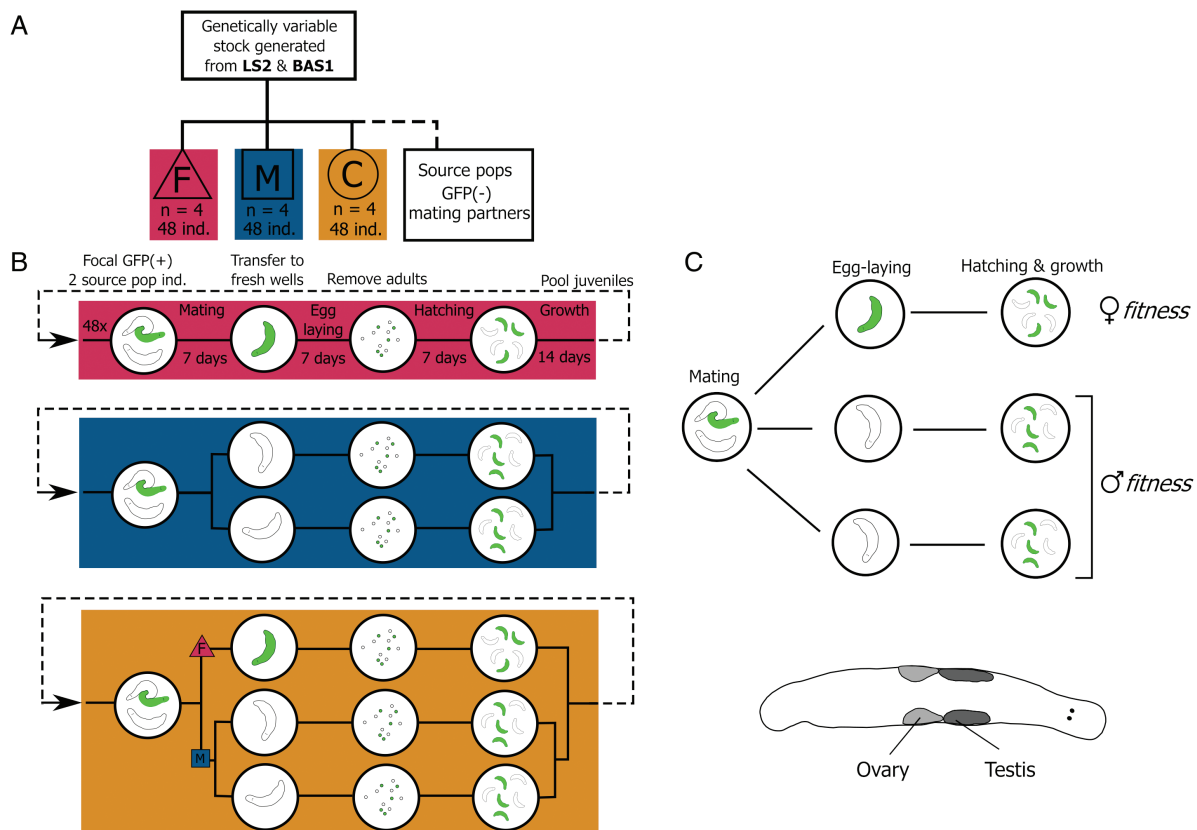 A
Genetically variable
stock generated
from LS2 & BAS1
F
n = 4
48 ind.
M
n = 4
48 ind.
C
n = 4
48 ind.
Source pops
GFP(-)
mating partners
B
Focal GFP(+)
2 source pop ind.
Transfer to
fresh wells
Remove adults
Pool juveniles
48x
Mating
7 days
Egg
laying
7 days
Hatching
7 days
Growth
14 days
F
M
C
Egg-laying
Hatching & growth
♀ fitness
Mating
♂ fitness
Ovary
Testis